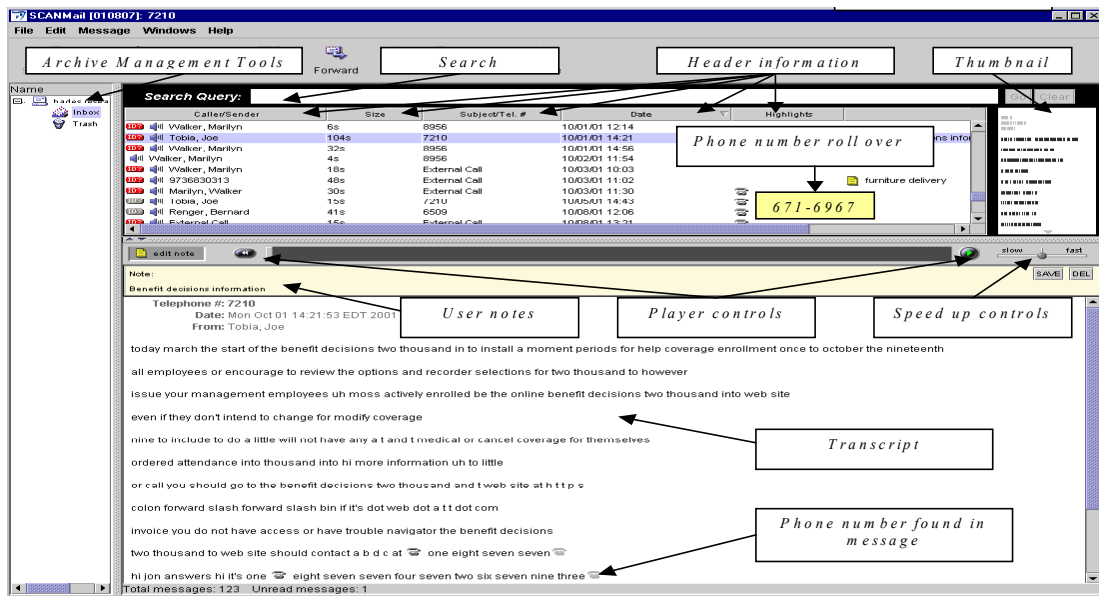 SCANMail [010807]: 7210
File Edit Message Windows Help
Archive Management Tools
Forward
Search
Header information
Thumbnail
Name
Inbox
Trash
Search Query:
Go Clear
Caller/Sender Size Subject/Tel. # Date Highlights
Walker, Marilyn 6s 8956 10/01/01 12:14
Tobia, Joe 104s 7210 10/01/01 14:21
Walker, Marilyn 32s 8956 10/01/01 14:56
Walker, Marilyn 4s 8956 10/02/01 11:54
Walker, Marilyn 18s External Call 10/03/01 10:03
9736830313 48s External Call 10/03/01 11:02 furniture delivery
Marilyn, Walker 30s External Call 10/03/01 11:30
Tobia, Joe 15s 7210 10/05/01 14:43
Renger, Bernard 41s 6509 10/08/01 12:06
External Call 15s External Call 10/08/01 13:21
Phone number roll over
671-6967
edit note
slow fast
Note:
SAVE DEL
Benefit decisions information
User notes
Player controls
Speed up controls
Telephone #: 7210
Date: Mon Oct 01 14:21:53 EDT 2001
From: Tobia, Joe
today march the start of the benefit decisions two thousand in to install a moment periods for help coverage enrollment once to october the nineteenth
all employees or encourage to review the options and recorder selections for two thousand to however
issue your management employees uh moss actively enrolled be the online benefit decisions two thousand into web site
even if they don't intend to change for modify coverage
nine to include to do a little will not have any a t and t medical or cancel coverage for themselves
Transcript
ordered attendance into thousand into hi more information uh to little
or call you should go to the benefit decisions two thousand and t web site at h t t p s
colon forward slash forward slash bin if it's dot web dot a t t dot com
invoice you do not have access or have trouble navigator the benefit decisions
Phone number found in
message
two thousand to web site should contact a b d c at one eight seven seven
hi jon answers hi it's one eight seven seven four seven two six seven nine three
Total messages: 123 Unread messages: 1